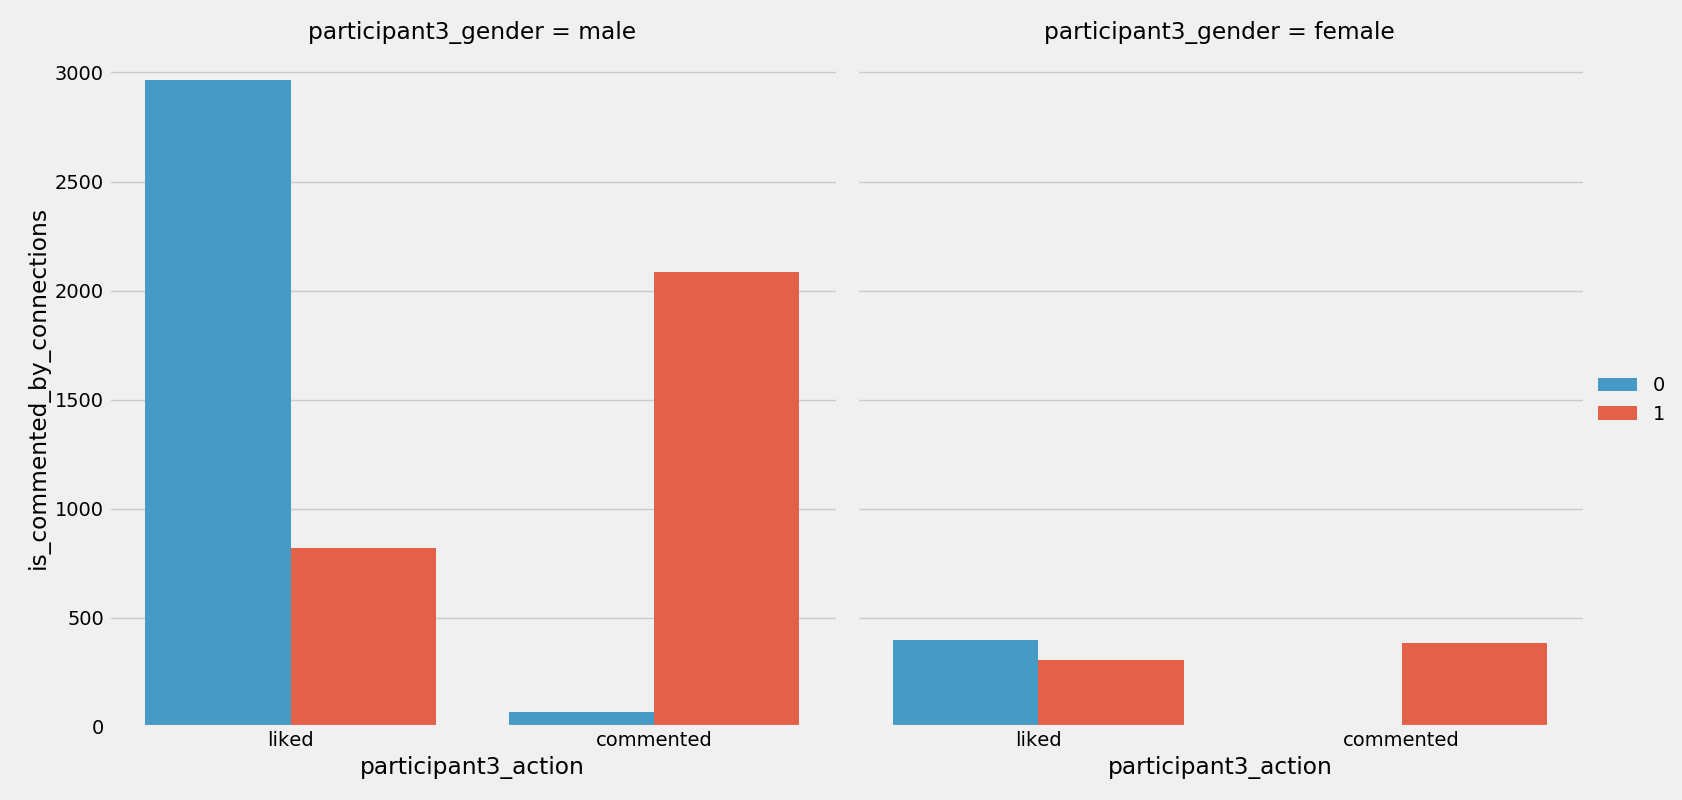 participant3_gender = male
participant3_gender = female
is_commented_by_connections
3000
2500
2000
1500
1000
500
0
liked
commented
liked
commented
participant3_action
participant3_action
0
1